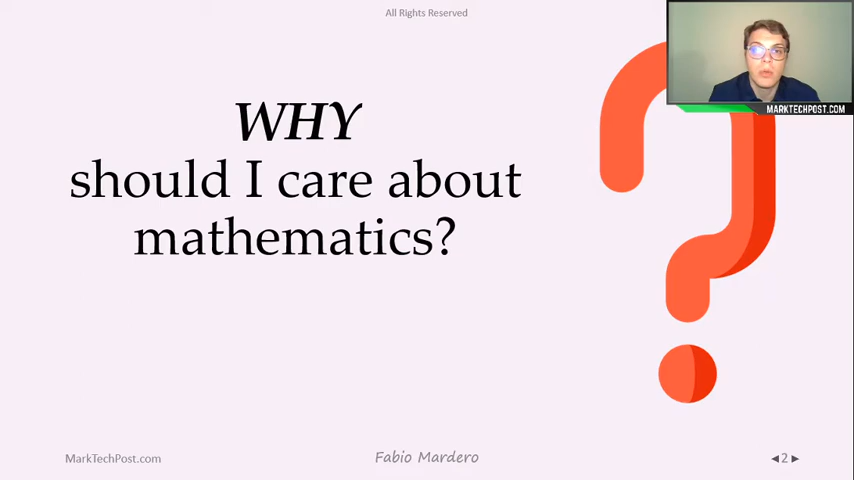 All Rights Reserved
WHY
should I care about
mathematics?
MARKTECHPOST.COM
MarkTechPost.com
Fabio Mardero
2